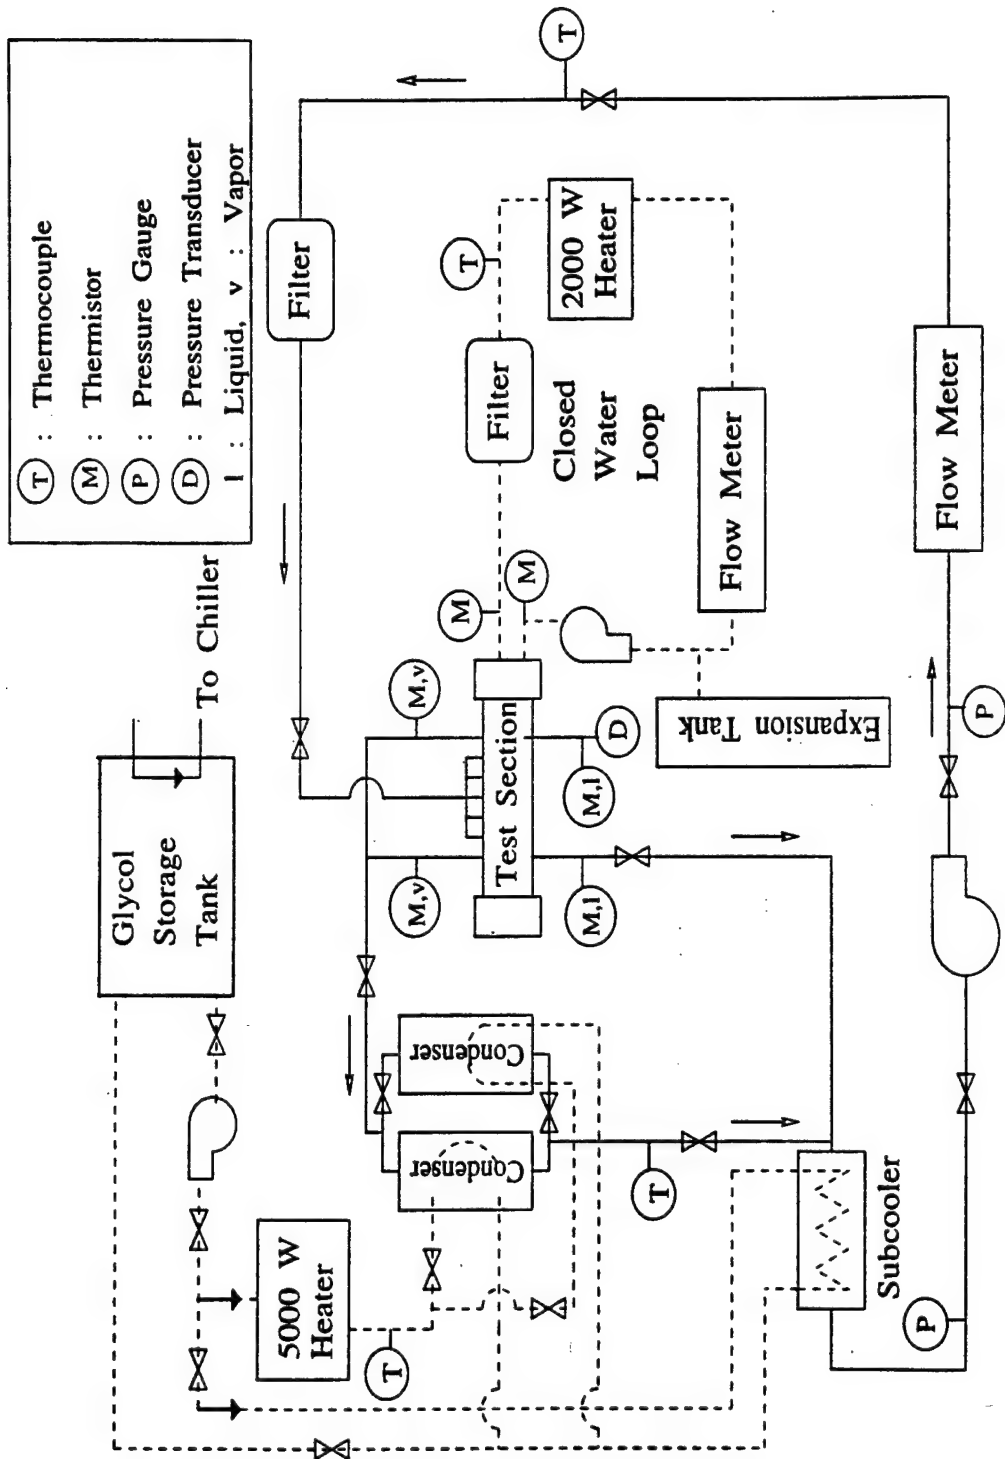 T : Thermocouple
M : Thermistor
P : Pressure Gauge
D : Pressure Transducer
l : Liquid, v : Vapor
To Chiller
Glycol
Storage
Tank
5000 W
Heater
T
Condenser
Condenser
T
Subcooler
P
Filter
M,v
M,v
Test Section
M,l
M,l
D
M
M
Filter
T
2000 W
Heater
Closed
Water
Loop
Flow Meter
Expansion Tank
T
Flow Meter
P